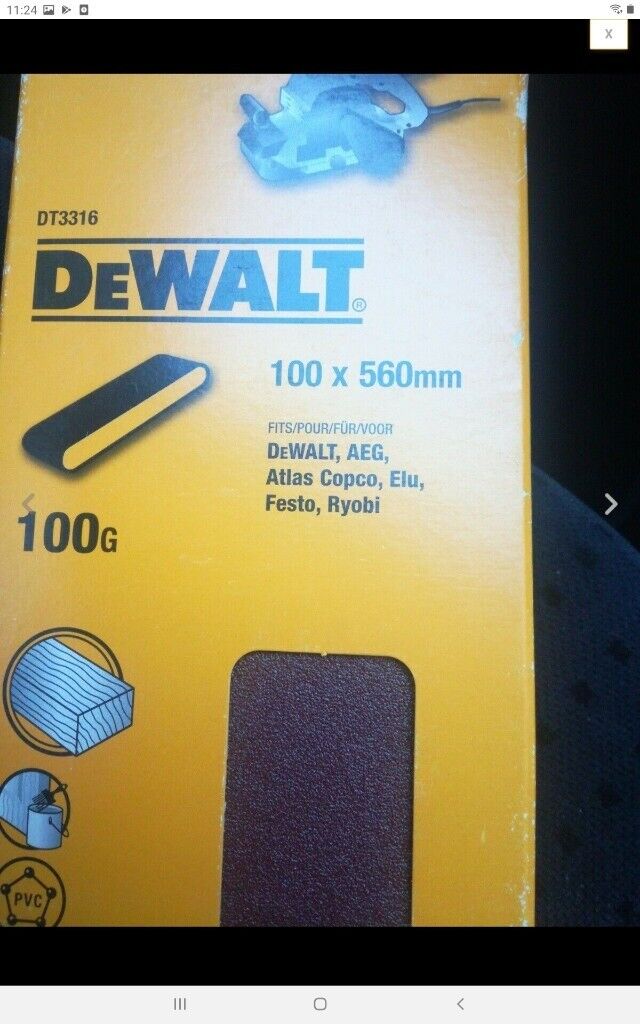 11:24
X
DT3316
DEWALT®
100 x 560mm
FITS/POUR/FÜR/VOOR
DEWALT, AEG,
Atlas Copco, Elu,
Festo, Ryobi
100G
PVC